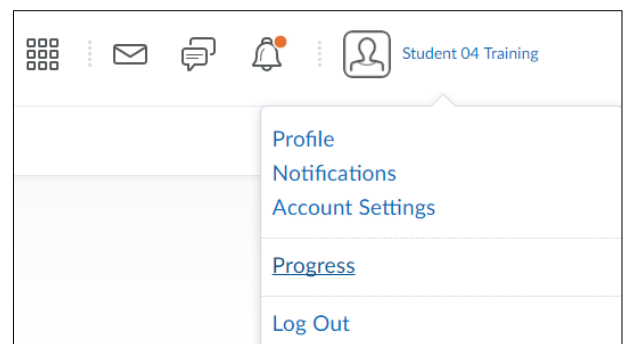 Student 04 Training
Profile
Notifications
Account Settings
Progress
Log Out